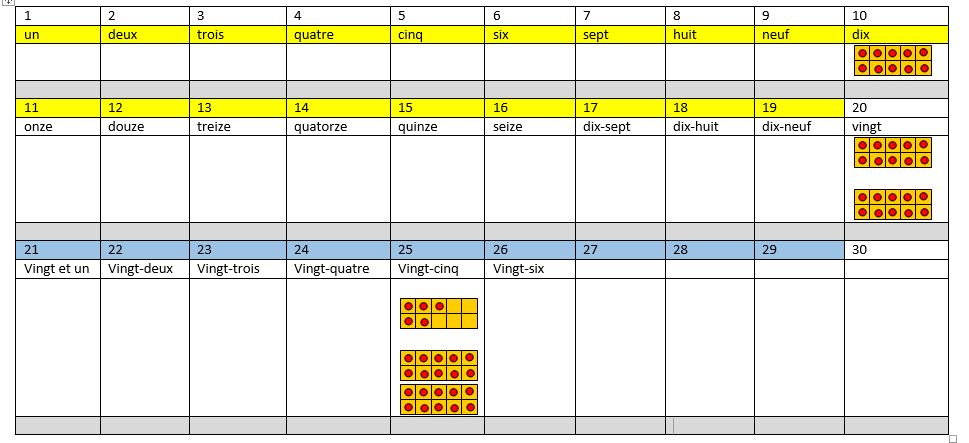 1 2 3 4 5 6 7 8 9 10
un deux trois quatre cinq six sept huit neuf dix
11 12 13 14 15 16 17 18 19 20
onze douze treize quatorze quinze seize dix-sept dix-huit dix-neuf vingt
21 22 23 24 25 26 27 28 29 30
Vingt et un Vingt-deux Vingt-trois Vingt-quatre Vingt-cinq Vingt-six